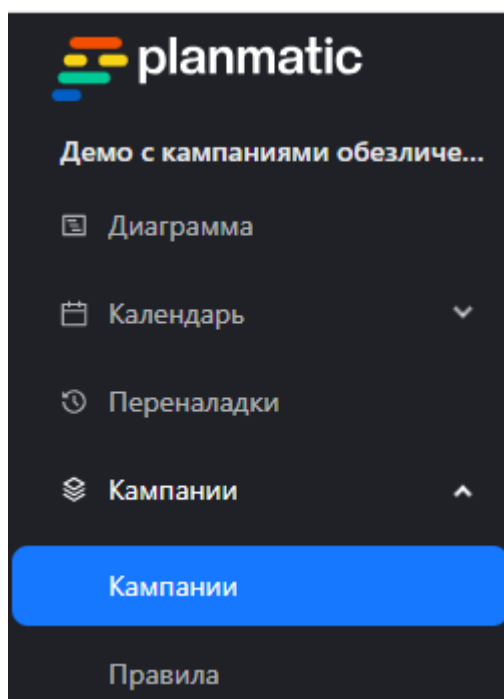 planmatic
Демо с кампаниями обезличе...
Диаграмма
Календарь
Переналадки
Кампании
Кампании
Правила